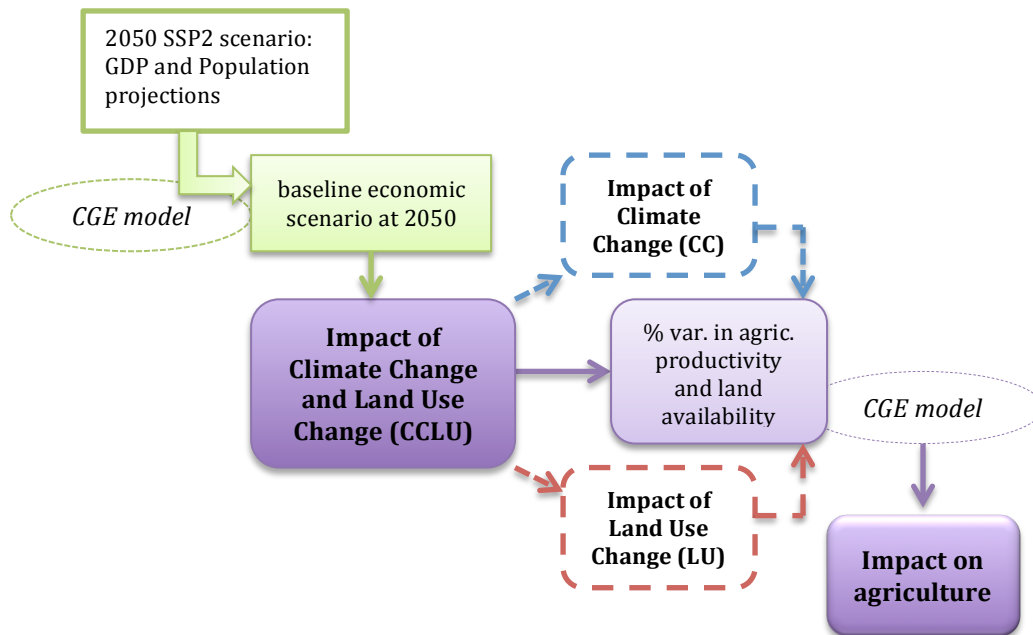 2050 SSP2 scenario:
GDP and Population
projections
CGE model
baseline economic
scenario at 2050
Impact of
Climate
Change (CC)
Impact of
Climate Change
and Land Use
Change (CCLU)
% var. in agric.
productivity
and land
availability
CGE model
Impact of
Land Use
Change (LU)
Impact on
agriculture